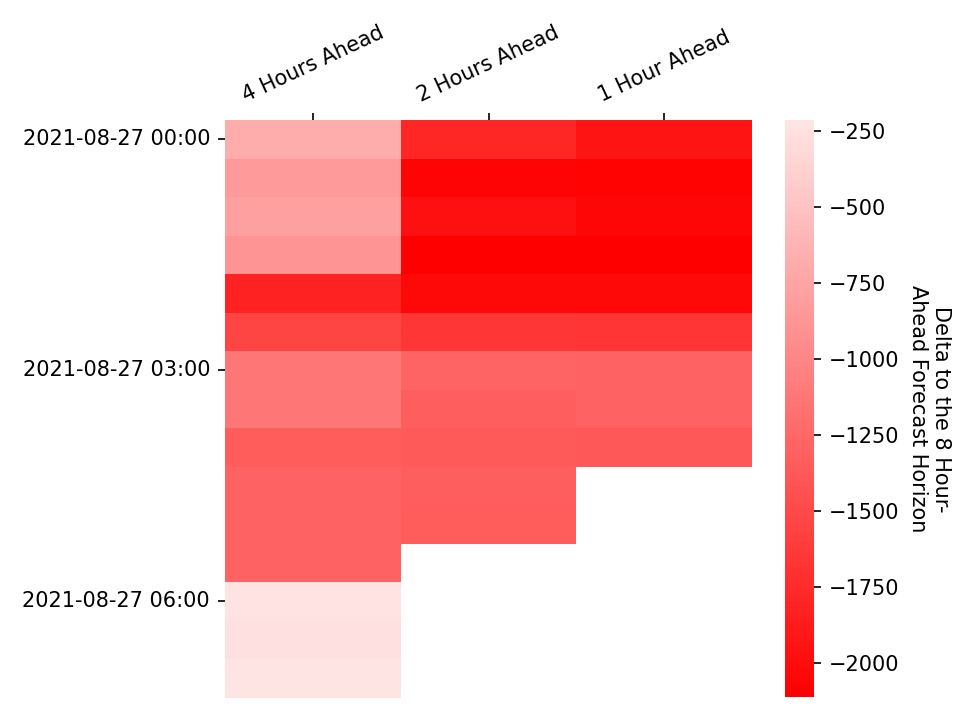 4 Hours Ahead
2 Hours Ahead
1 Hour Ahead
2021-08-27 00:00
2021-08-27 03:00
2021-08-27 06:00
−250
−500
−750
−1000
−1250
−1500
−1750
−2000
Delta to the 8 Hour-
Ahead Forecast Horizon